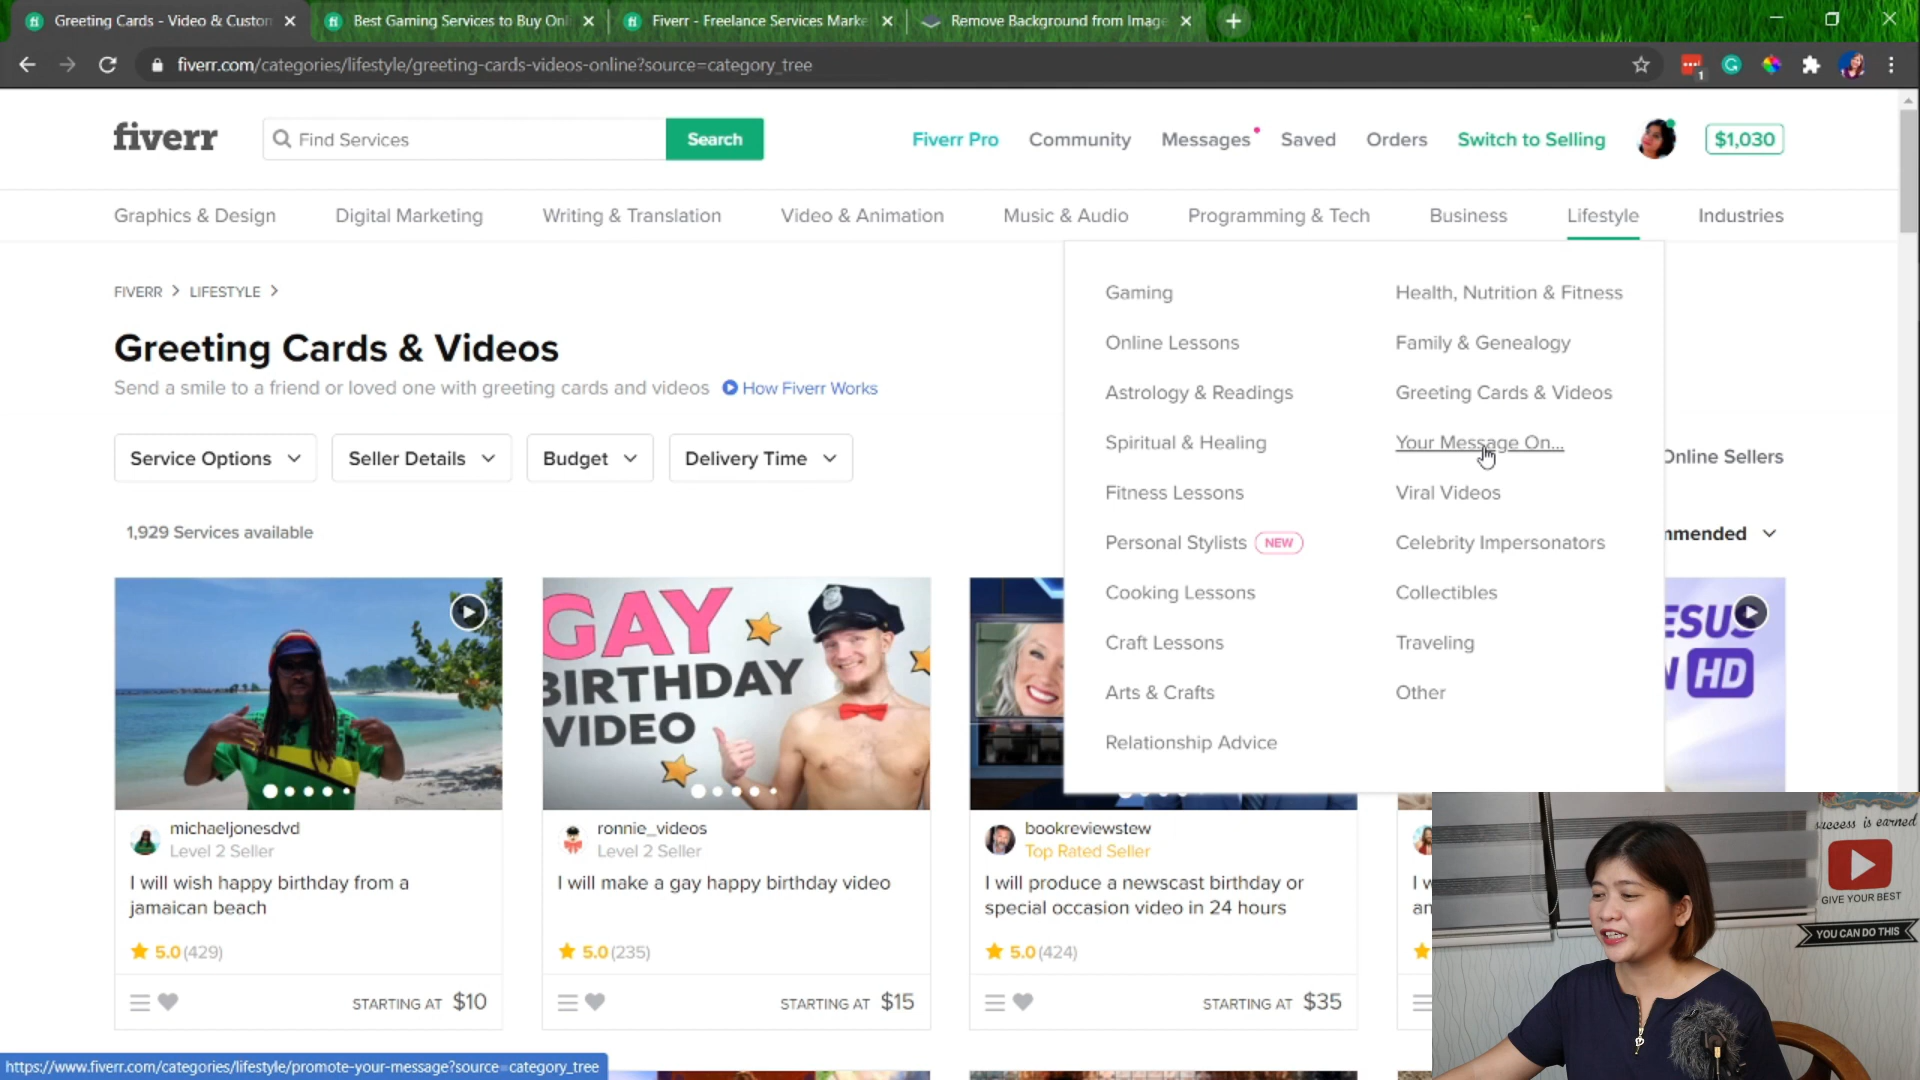 Greeting Cards - Video & Custom
Best Gaming Services to Buy Onl
Fiverr - Freelance Services Marke
Remove Background from Image
fiverr.com/categories/lifestyle/greeting-cards-videos-online?source=category_tree
1
fiverr
Find Services
Search
Fiverr Pro
Community
Messages
Saved
Orders
Switch to Selling
$1,030
Graphics & Design
Digital Marketing
Writing & Translation
Video & Animation
Music & Audio
Programming & Tech
Business
Lifestyle
Industries
FIVERR > LIFESTYLE >
Greeting Cards & Videos
Send a smile to a friend or loved one with greeting cards and videos
How Fiverr Works
Service Options
Seller Details
Budget
Delivery Time
Online Sellers
1,929 Services available
mmended
Gaming
Online Lessons
Astrology & Readings
Spiritual & Healing
Fitness Lessons
Personal Stylists NEW
Cooking Lessons
Craft Lessons
Arts & Crafts
Relationship Advice
Health, Nutrition & Fitness
Family & Genealogy
Greeting Cards & Videos
Your Message On...
Viral Videos
Celebrity Impersonators
Collectibles
Traveling
Other
GAY
BIRTHDAY
VIDEO
ESUS
N HD
michaeljonesdvd
Level 2 Seller
I will wish happy birthday from a
jamaican beach
5.0 (429)
STARTING AT $10
ronnie_videos
Level 2 Seller
I will make a gay happy birthday video
5.0 (235)
STARTING AT $15
bookreviewstew
Top Rated Seller
I will produce a newscast birthday or
special occasion video in 24 hours
5.0 (424)
STARTING AT $35
I w
an
success is earned
GIVE YOUR BEST
YOU CAN DO THIS
https://www.fiverr.com/categories/lifestyle/promote-your-message?source=category_tree